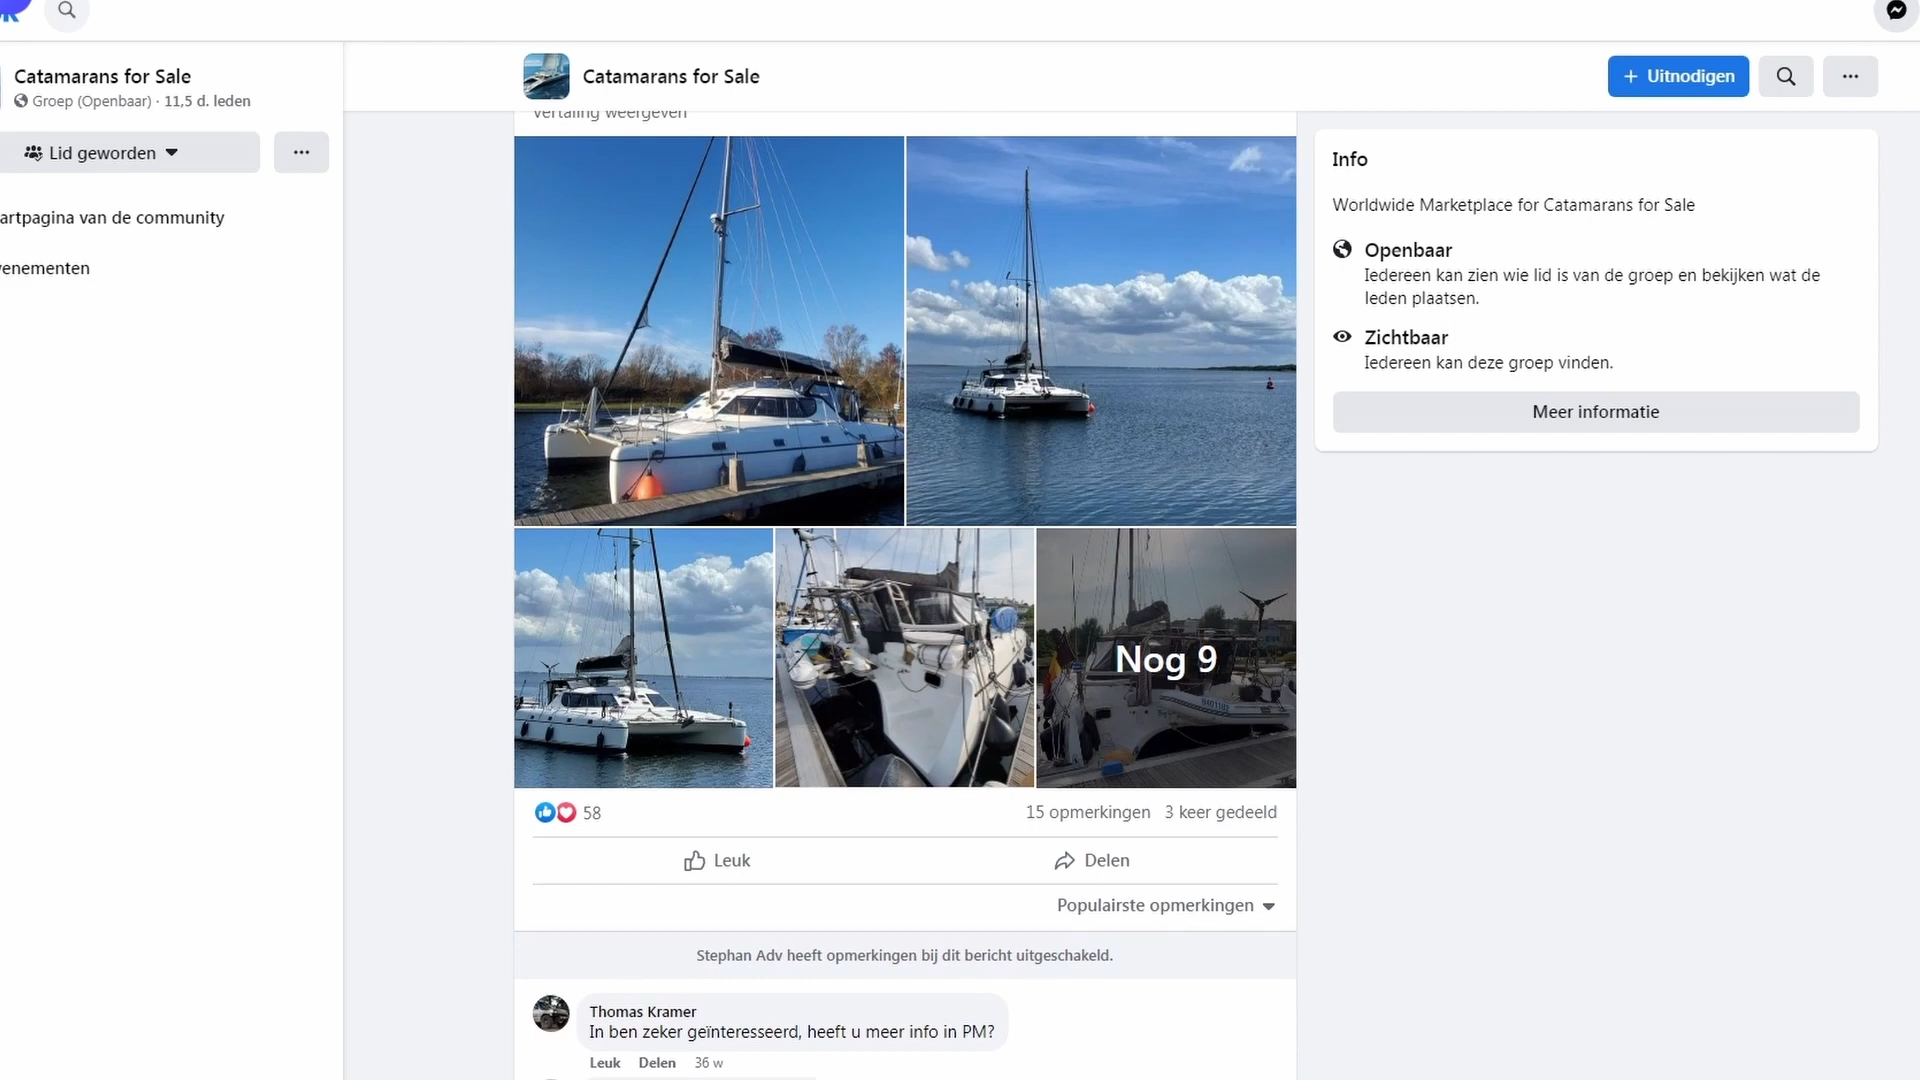 Catamarans for Sale
Groep (Openbaar) · 11,5 d. leden
Lid geworden
artpagina van de community
enementen
Catamarans for Sale
+ Uitnodigen
Vertaling weergeven
Nog 9
58
15 opmerkingen 3 keer gedeeld
Leuk
Delen
Populairste opmerkingen
Stephan Adv heeft opmerkingen bij dit bericht uitgeschakeld.
Thomas Kramer
In ben zeker geïnteresseerd, heeft u meer info in PM?
Leuk Delen 36 w
Info
Worldwide Marketplace for Catamarans for Sale
Openbaar
Iedereen kan zien wie lid is van de groep en bekijken wat de
leden plaatsen.
Zichtbaar
Iedereen kan deze groep vinden.
Meer informatie